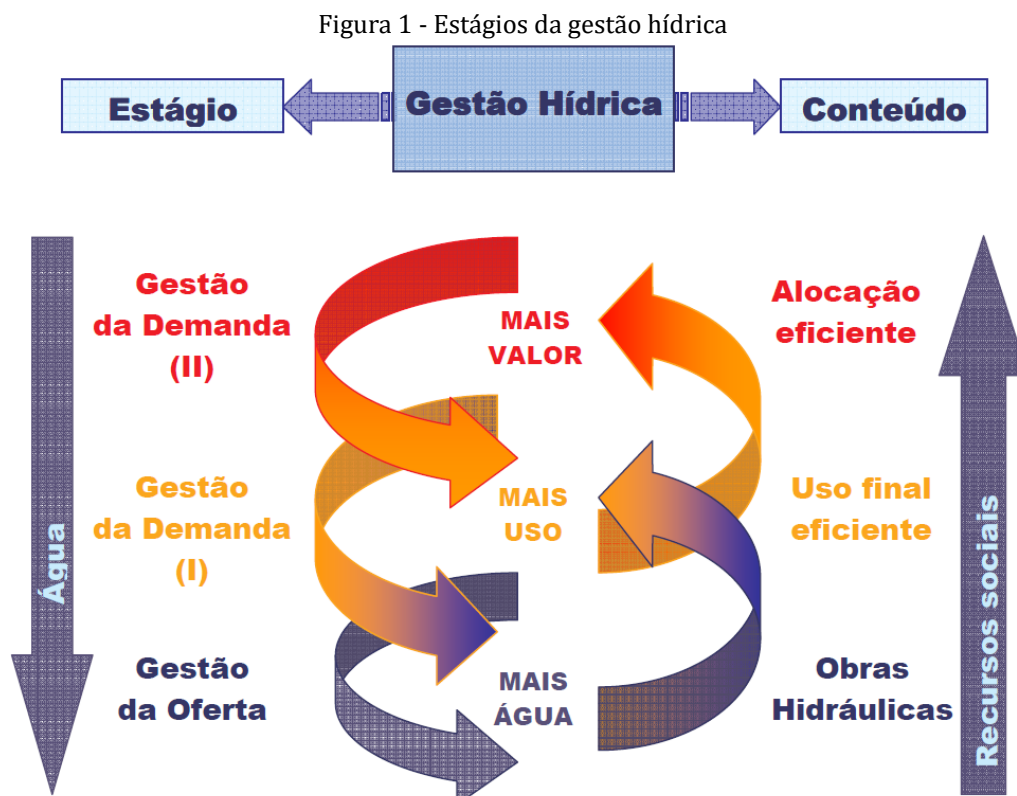 Figura 1 - Estágios da gestão hídrica
Estágio
Gestão Hídrica
Conteúdo
Gestão
da Demanda
(II)
MAIS
VALOR
Alocação
eficiente
Gestão
da Demanda
(I)
MAIS
USO
Uso final
eficiente
Gestão
da Oferta
MAIS
ÁGUA
Obras
Hidráulicas
Água
Recursos sociais